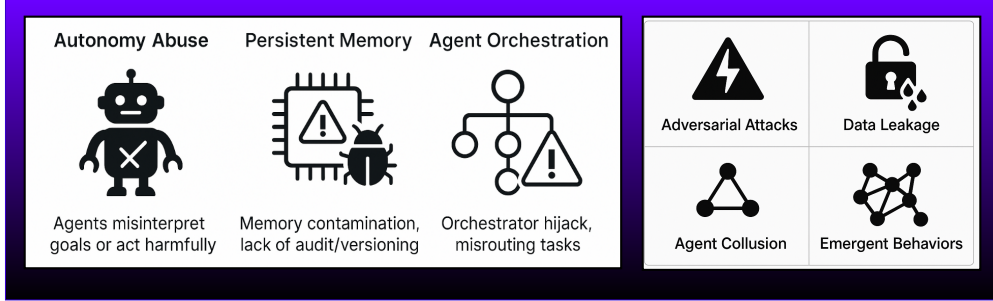 Autonomy Abuse
Agents misinterpret
goals or act harmfully
Persistent Memory
Memory contamination,
lack of audit/versioning
Agent Orchestration
Orchestrator hijack,
misrouting tasks
Adversarial Attacks
Data Leakage
Agent Collusion
Emergent Behaviors